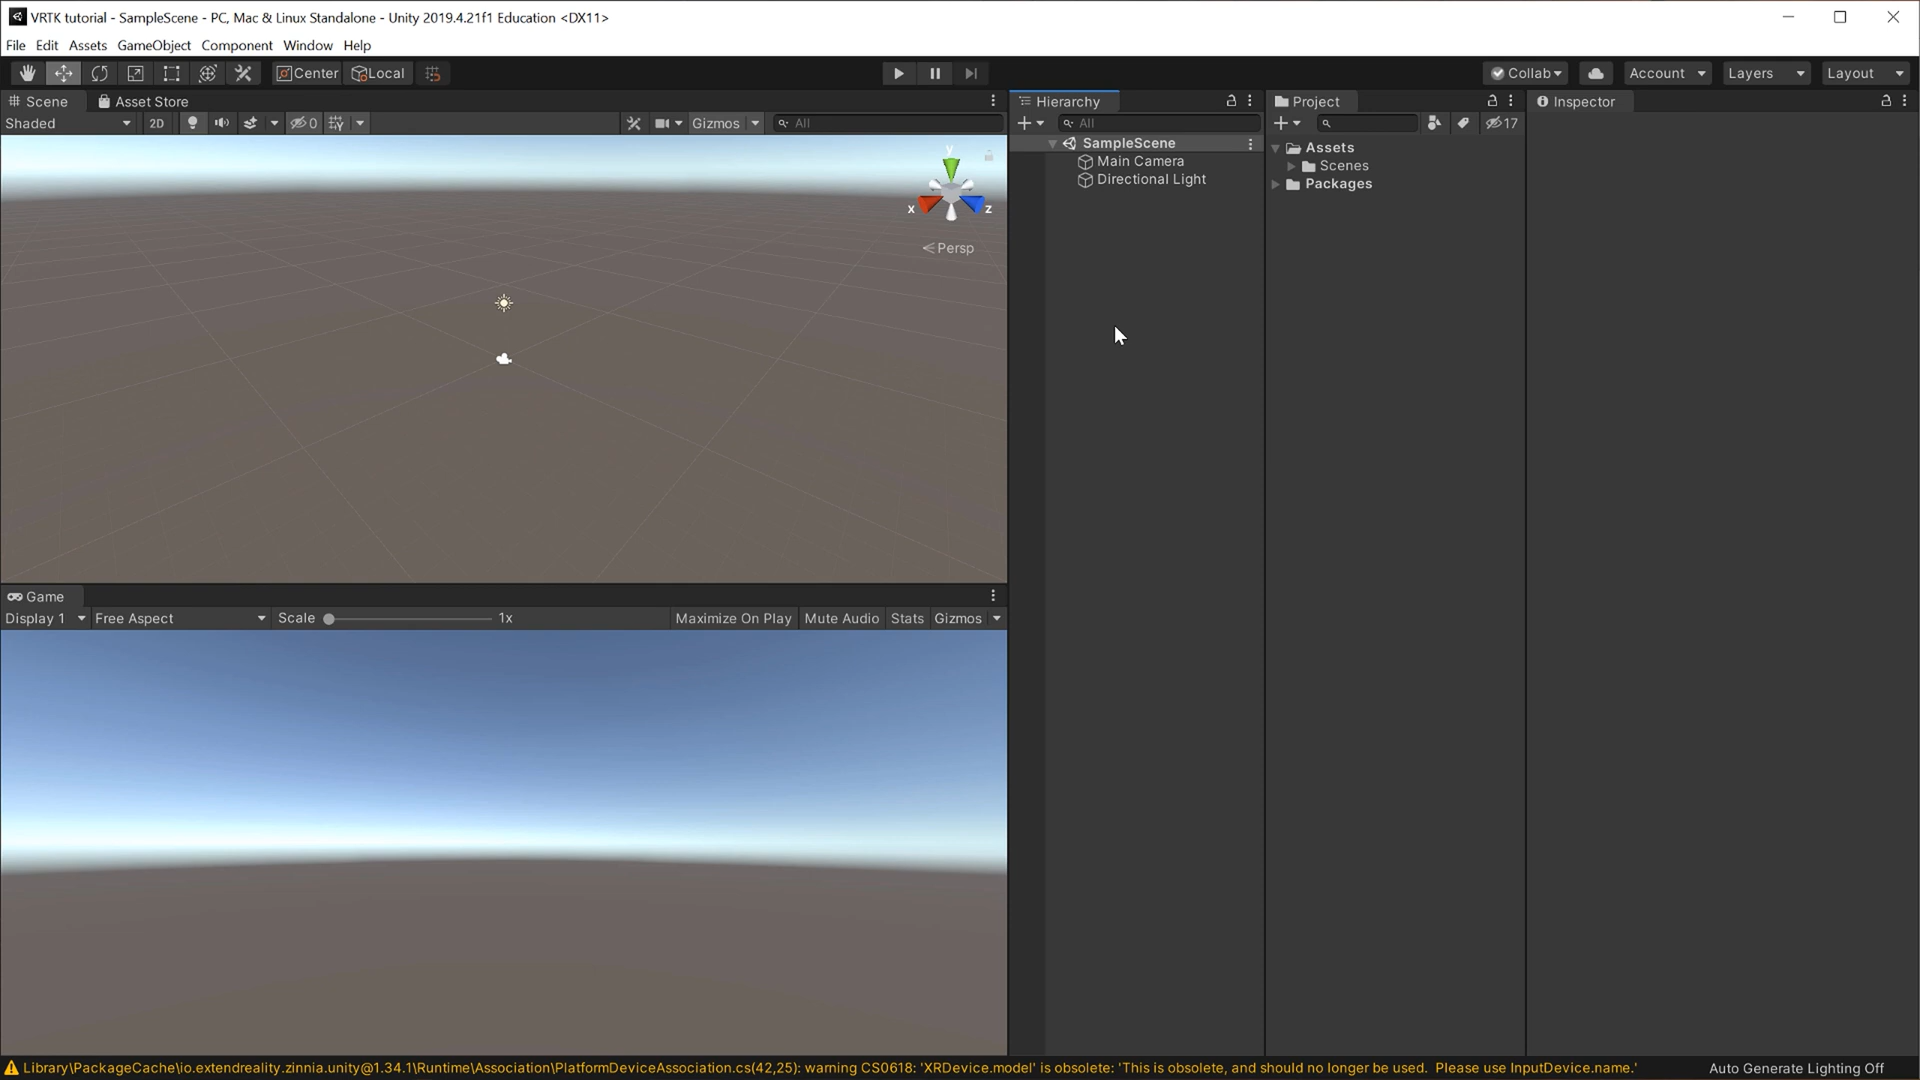 VRTK tutorial - SampleScene - PC, Mac & Linux Standalone - Unity 2019.4.21f1 Education <DX11>
File Edit Assets GameObject Component Window Help
Center Local Collab Account Layers Layout
Scene Asset Store
Shaded 2D 0 Gizmos All
y
x z
Persp
Hierarchy
All
SampleScene
Main Camera
Directional Light
Project
17
Assets
Scenes
Packages
Inspector
Game
Display 1 Free Aspect Scale 1x Maximize On Play Mute Audio Stats Gizmos
Library\PackageCache\io.extendreality.zinnia.unity@1.34.1\Runtime\Association\PlatformDeviceAssociation.cs(42,25): warning CS0618: 'XRDevice.model' is obsolete: 'This is obsolete, and should no longer be used. Please use InputDevice.name.'
Auto Generate Lighting Off